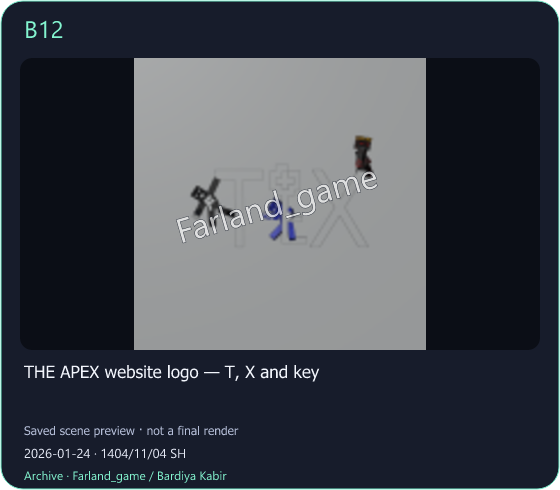 B12
T X
Farland_game
THE APEX website logo — T, X and key
Saved scene preview · not a final render
2026-01-24 · 1404/11/04 SH
Archive · Farland_game / Bardiya Kabir